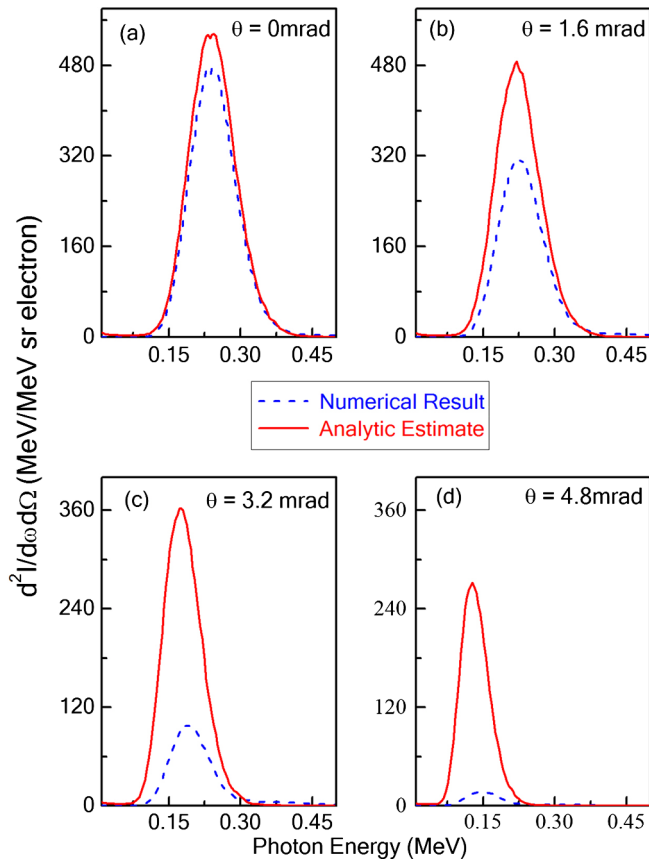 (a)
θ = 0mrad
480
320
160
0
0.15 0.30 0.45
(b)
θ = 1.6 mrad
480
320
160
0
0.15 0.30 0.45
d²I/dωdΩ (MeV/MeV sr electron)
Numerical Result
Analytic Estimate
(c)
θ = 3.2 mrad
360
240
120
0
0.15 0.30 0.45
(d)
θ = 4.8mrad
360
240
120
0
0.15 0.30 0.45
Photon Energy (MeV)